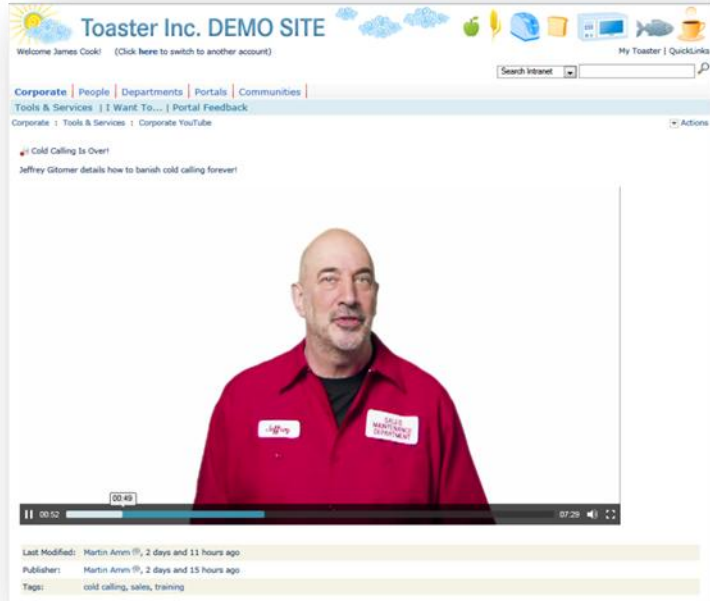 Toaster Inc. DEMO SITE
Welcome James Cook! (Click here to switch to another account)
My Toaster | QuickLinks
Search Intranet
Corporate | People | Departments | Portals | Communities |
Tools & Services | I Want To... | Portal Feedback
Corporate : Tools & Services : Corporate YouTube
Actions
Cold Calling Is Over!
Jeffrey Gitomer details how to banish cold calling forever!
Jeffrey
SALES
MAINTENANCE
DEPARTMENT
00:49
00:52
07:29
Last Modified: Martin Amm, 2 days and 11 hours ago
Publisher: Martin Amm, 2 days and 15 hours ago
Tags: cold calling, sales, training